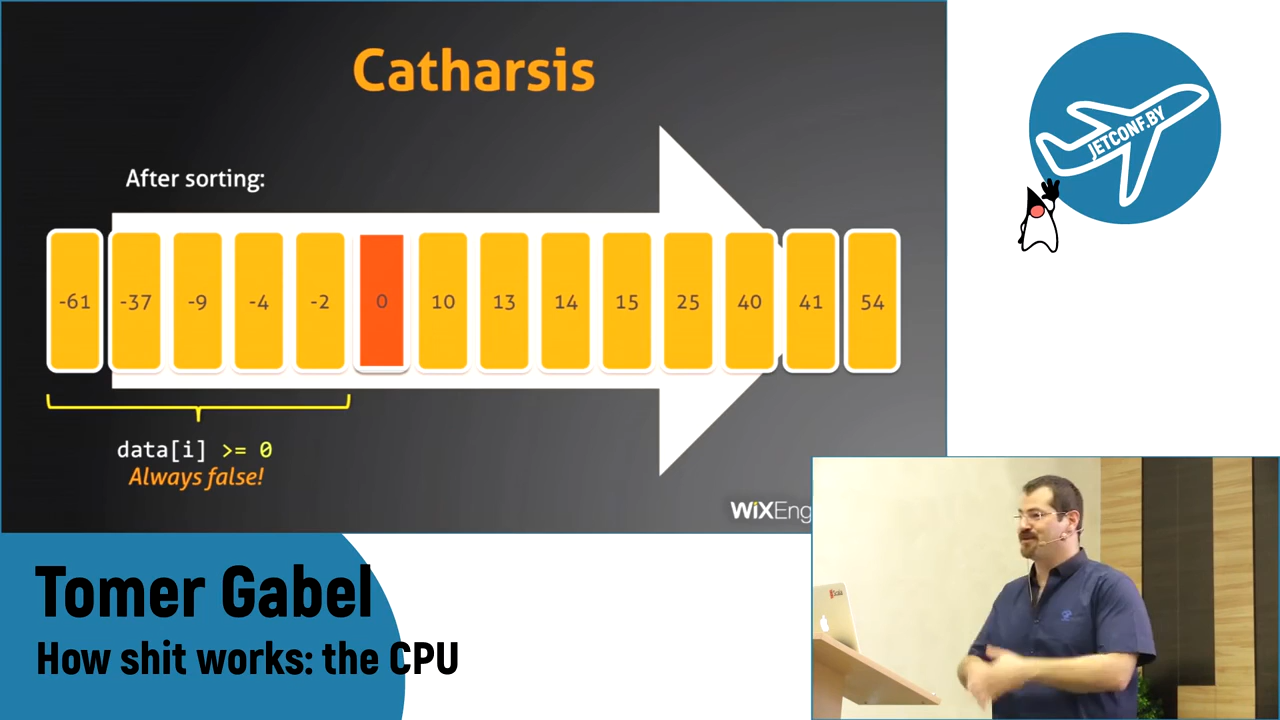 Catharsis
After sorting:
-61 -37 -9 -4 -2 0 10 13 14 15 25 40 41 54
data[i] >= 0
Always false!
WiXEng
JETCONF.BY
Tomer Gabel
How shit works: the CPU